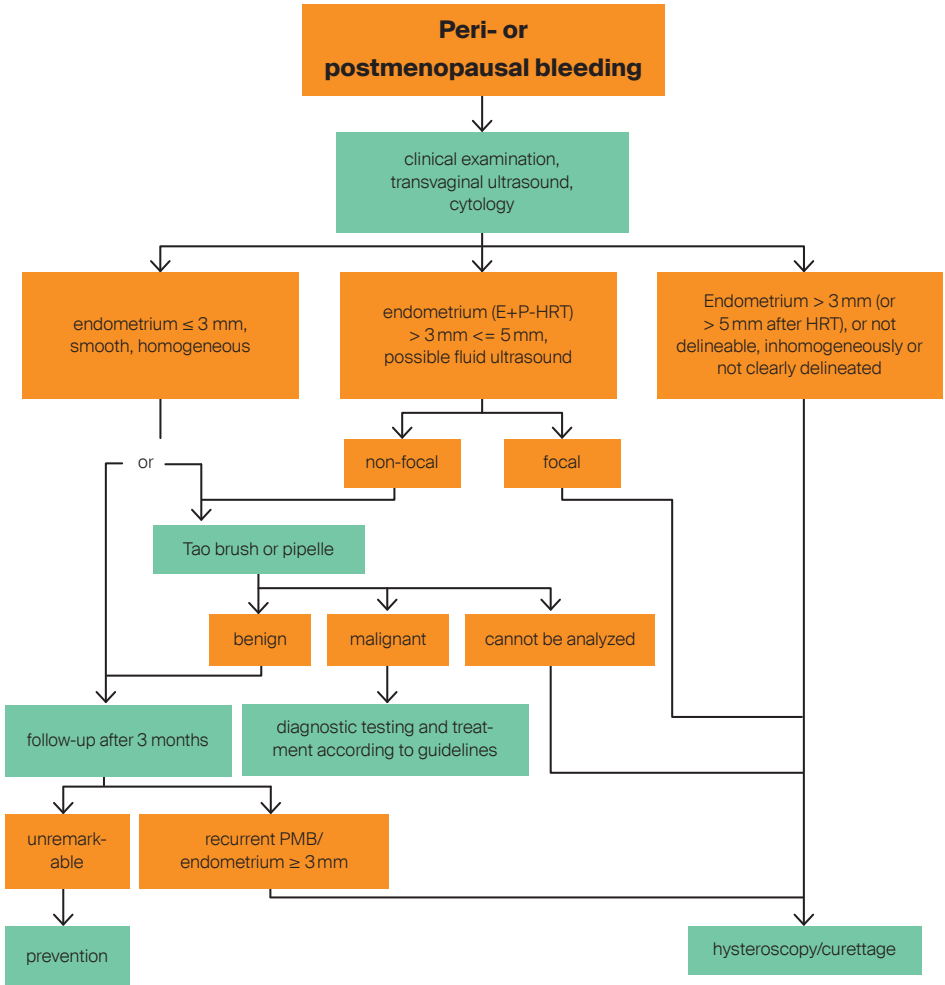 Peri- or
postmenopausal bleeding
clinical examination,
transvaginal ultrasound,
cytology
endometrium ≤ 3 mm,
smooth, homogeneous
endometrium (E+P-HRT)
> 3 mm <= 5 mm,
possible fluid ultrasound
Endometrium > 3 mm (or
> 5 mm after HRT), or not
delineable, inhomogeneously or
not clearly delineated
or
non-focal
focal
Tao brush or pipelle
benign
malignant
cannot be analyzed
follow-up after 3 months
diagnostic testing and treat-
ment according to guidelines
unremark-
able
recurrent PMB/
endometrium ≥ 3 mm
prevention
hysteroscopy/curettage